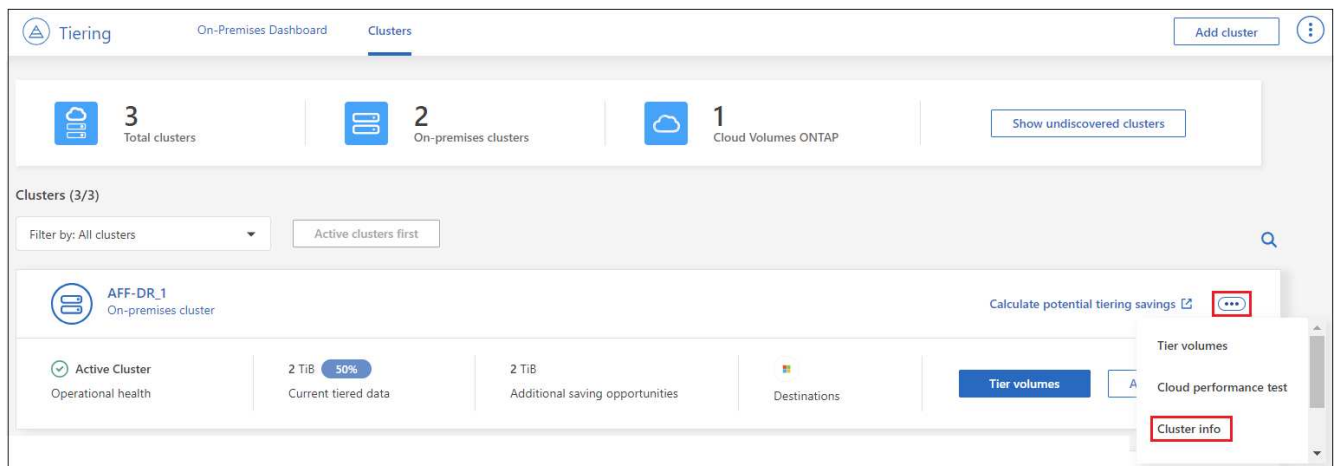 Tiering
On-Premises Dashboard
Clusters
Add cluster
3
Total clusters
2
On-premises clusters
1
Cloud Volumes ONTAP
Show undiscovered clusters
Clusters (3/3)
Filter by: All clusters
Active clusters first
AFF-DR_1
On-premises cluster
Calculate potential tiering savings
Tier volumes
Cloud performance test
Cluster info
Active Cluster
Operational health
2 TiB 50%
Current tiered data
2 TiB
Additional saving opportunities
Destinations
Tier volumes
A